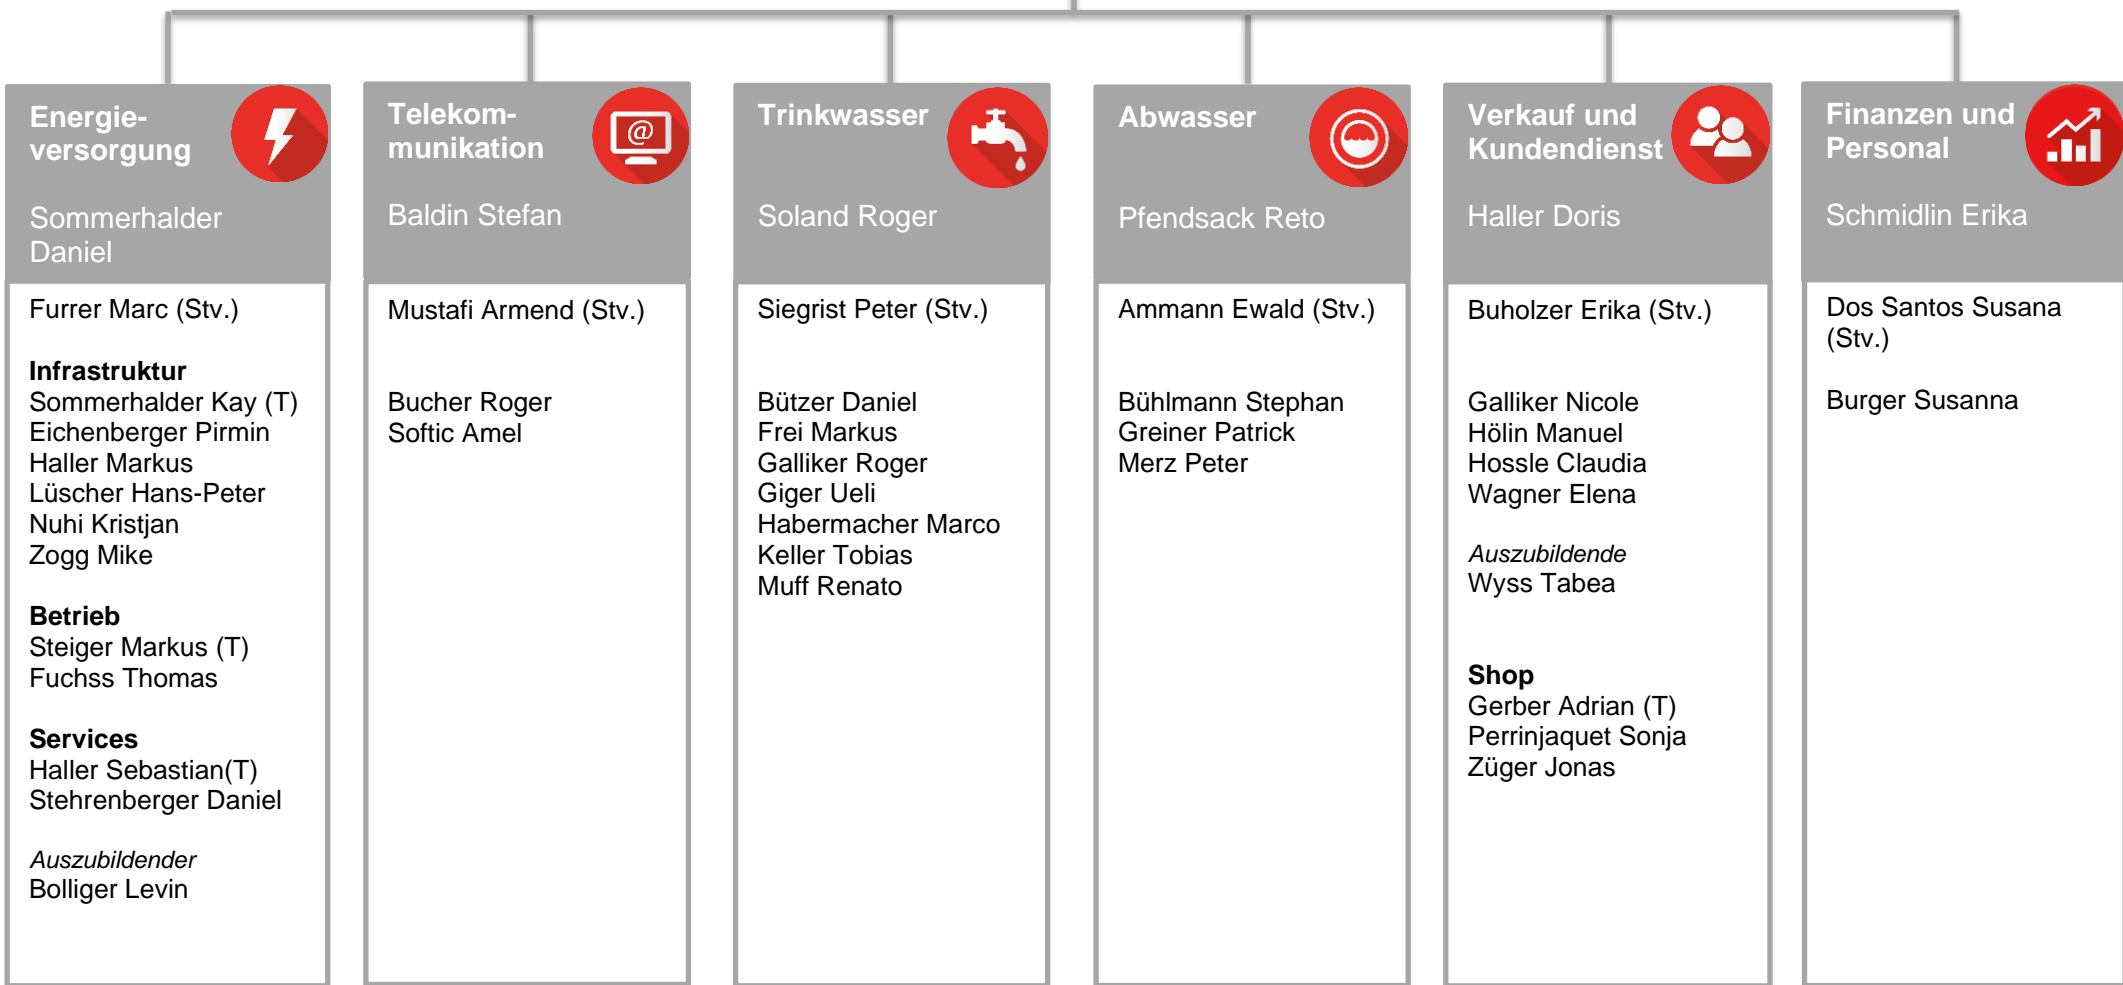 Energie-
versorgung
Sommerhalder
Daniel
Furrer Marc (Stv.)
Infrastruktur
Sommerhalder Kay (T)
Eichenberger Pirmin
Haller Markus
Lüscher Hans-Peter
Nuhi Kristjan
Zogg Mike
Betrieb
Steiger Markus (T)
Fuchss Thomas
Services
Haller Sebastian(T)
Stehrenberger Daniel
Auszubildender
Bolliger Levin
Telekom-
munikation
@
Baldin Stefan
Mustafi Armend (Stv.)
Bucher Roger
Softic Amel
Trinkwasser
Soland Roger
Siegrist Peter (Stv.)
Bützer Daniel
Frei Markus
Galliker Roger
Giger Ueli
Habermacher Marco
Keller Tobias
Muff Renato
Abwasser
Pfendsack Reto
Ammann Ewald (Stv.)
Bühlmann Stephan
Greiner Patrick
Merz Peter
Verkauf und
Kundendienst
Haller Doris
Buholzer Erika (Stv.)
Galliker Nicole
Hölin Manuel
Hossle Claudia
Wagner Elena
Auszubildende
Wyss Tabea
Shop
Gerber Adrian (T)
Perrinjaquet Sonja
Züger Jonas
Finanzen und
Personal
Schmidlin Erika
Dos Santos Susana
(Stv.)
Burger Susanna